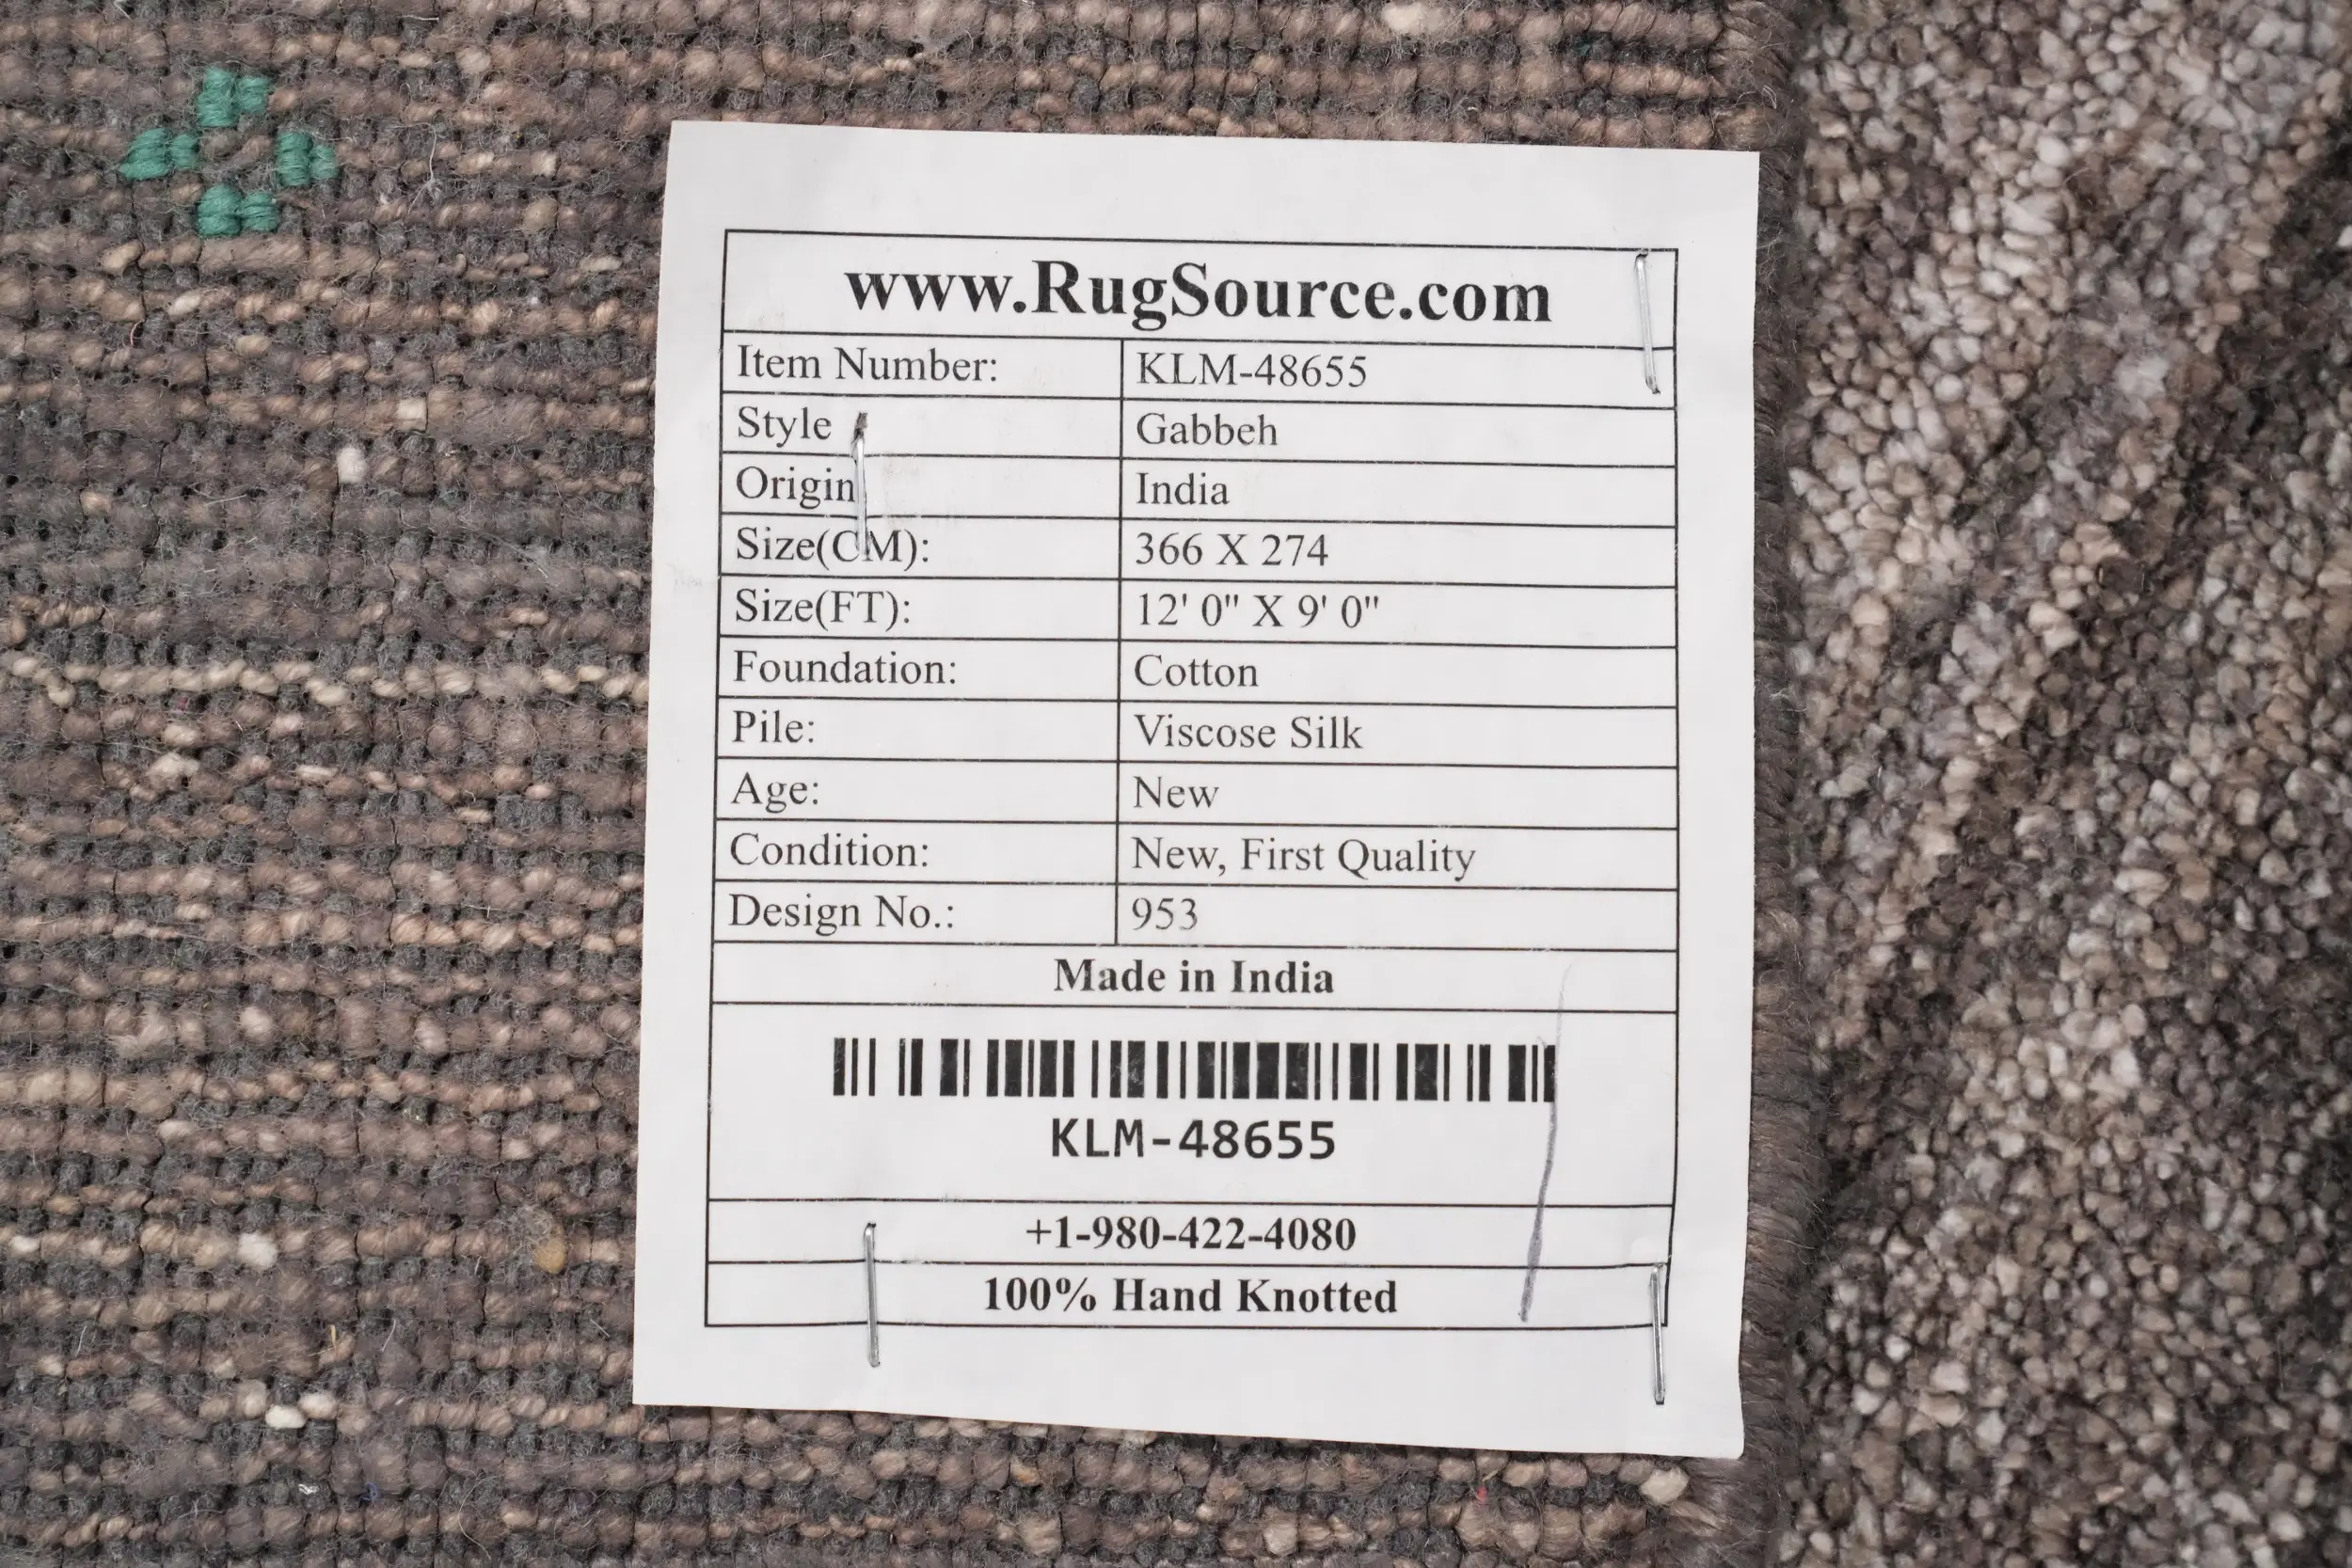 www.RugSource.com
Item Number: KLM-48655
Style Gabbeh
Origin India
Size(CM): 366 X 274
Size(FT): 12' 0" X 9' 0"
Foundation: Cotton
Pile: Viscose Silk
Age: New
Condition: New, First Quality
Design No.: 953
Made in India
KLM-48655
+1-980-422-4080
100% Hand Knotted